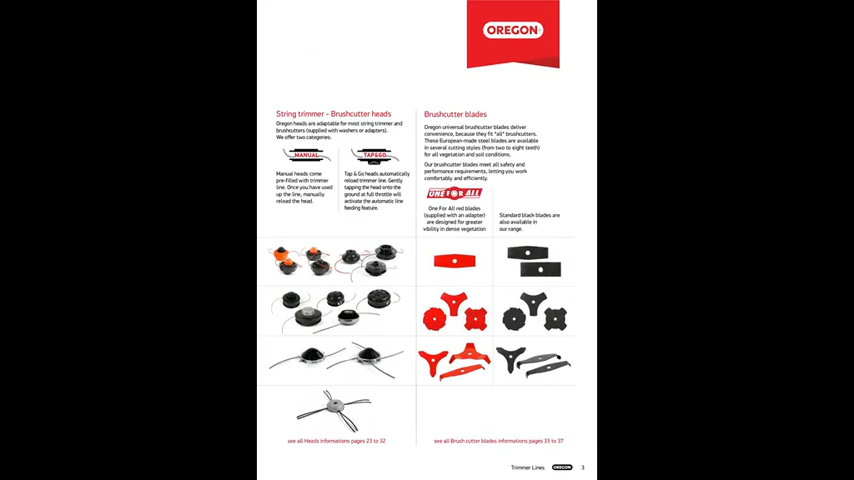 OREGON
String trimmer - Brushcutter heads
Oregon heads are adaptable for most string trimmer and
brushcutters (supplied with washers or adapters).
We offer two categories.
MANUAL
Manual heads come
pre-filled with trimmer
line. Once you have used
up the line, manually
reload the head.
TAP&GO
Tap & Go heads automatically
reload trimmer line. Gently
tapping the head onto the
ground at full throttle will
activate the automatic line
feeding feature.
Brushcutter blades
Oregon universal brushcutter blades deliver
convenience, because they fit "all" brushcutters.
These European-made steel blades are available
in several cutting styles (from two to eight teeth)
for all vegetation and soil conditions.
Our brushcutter blades meet all safety and
performance requirements, letting you work
comfortably and efficiently.
ONE FOR ALL
One For All red blades
(supplied with an adapter)
are designed for greater
vibility in dense vegetation
Standard black blades are
also available in
our range.
see all Heads informations pages 23 to 32
see all Brush cutter blades informations pages 33 to 37
Trimmer Lines OREGON 3